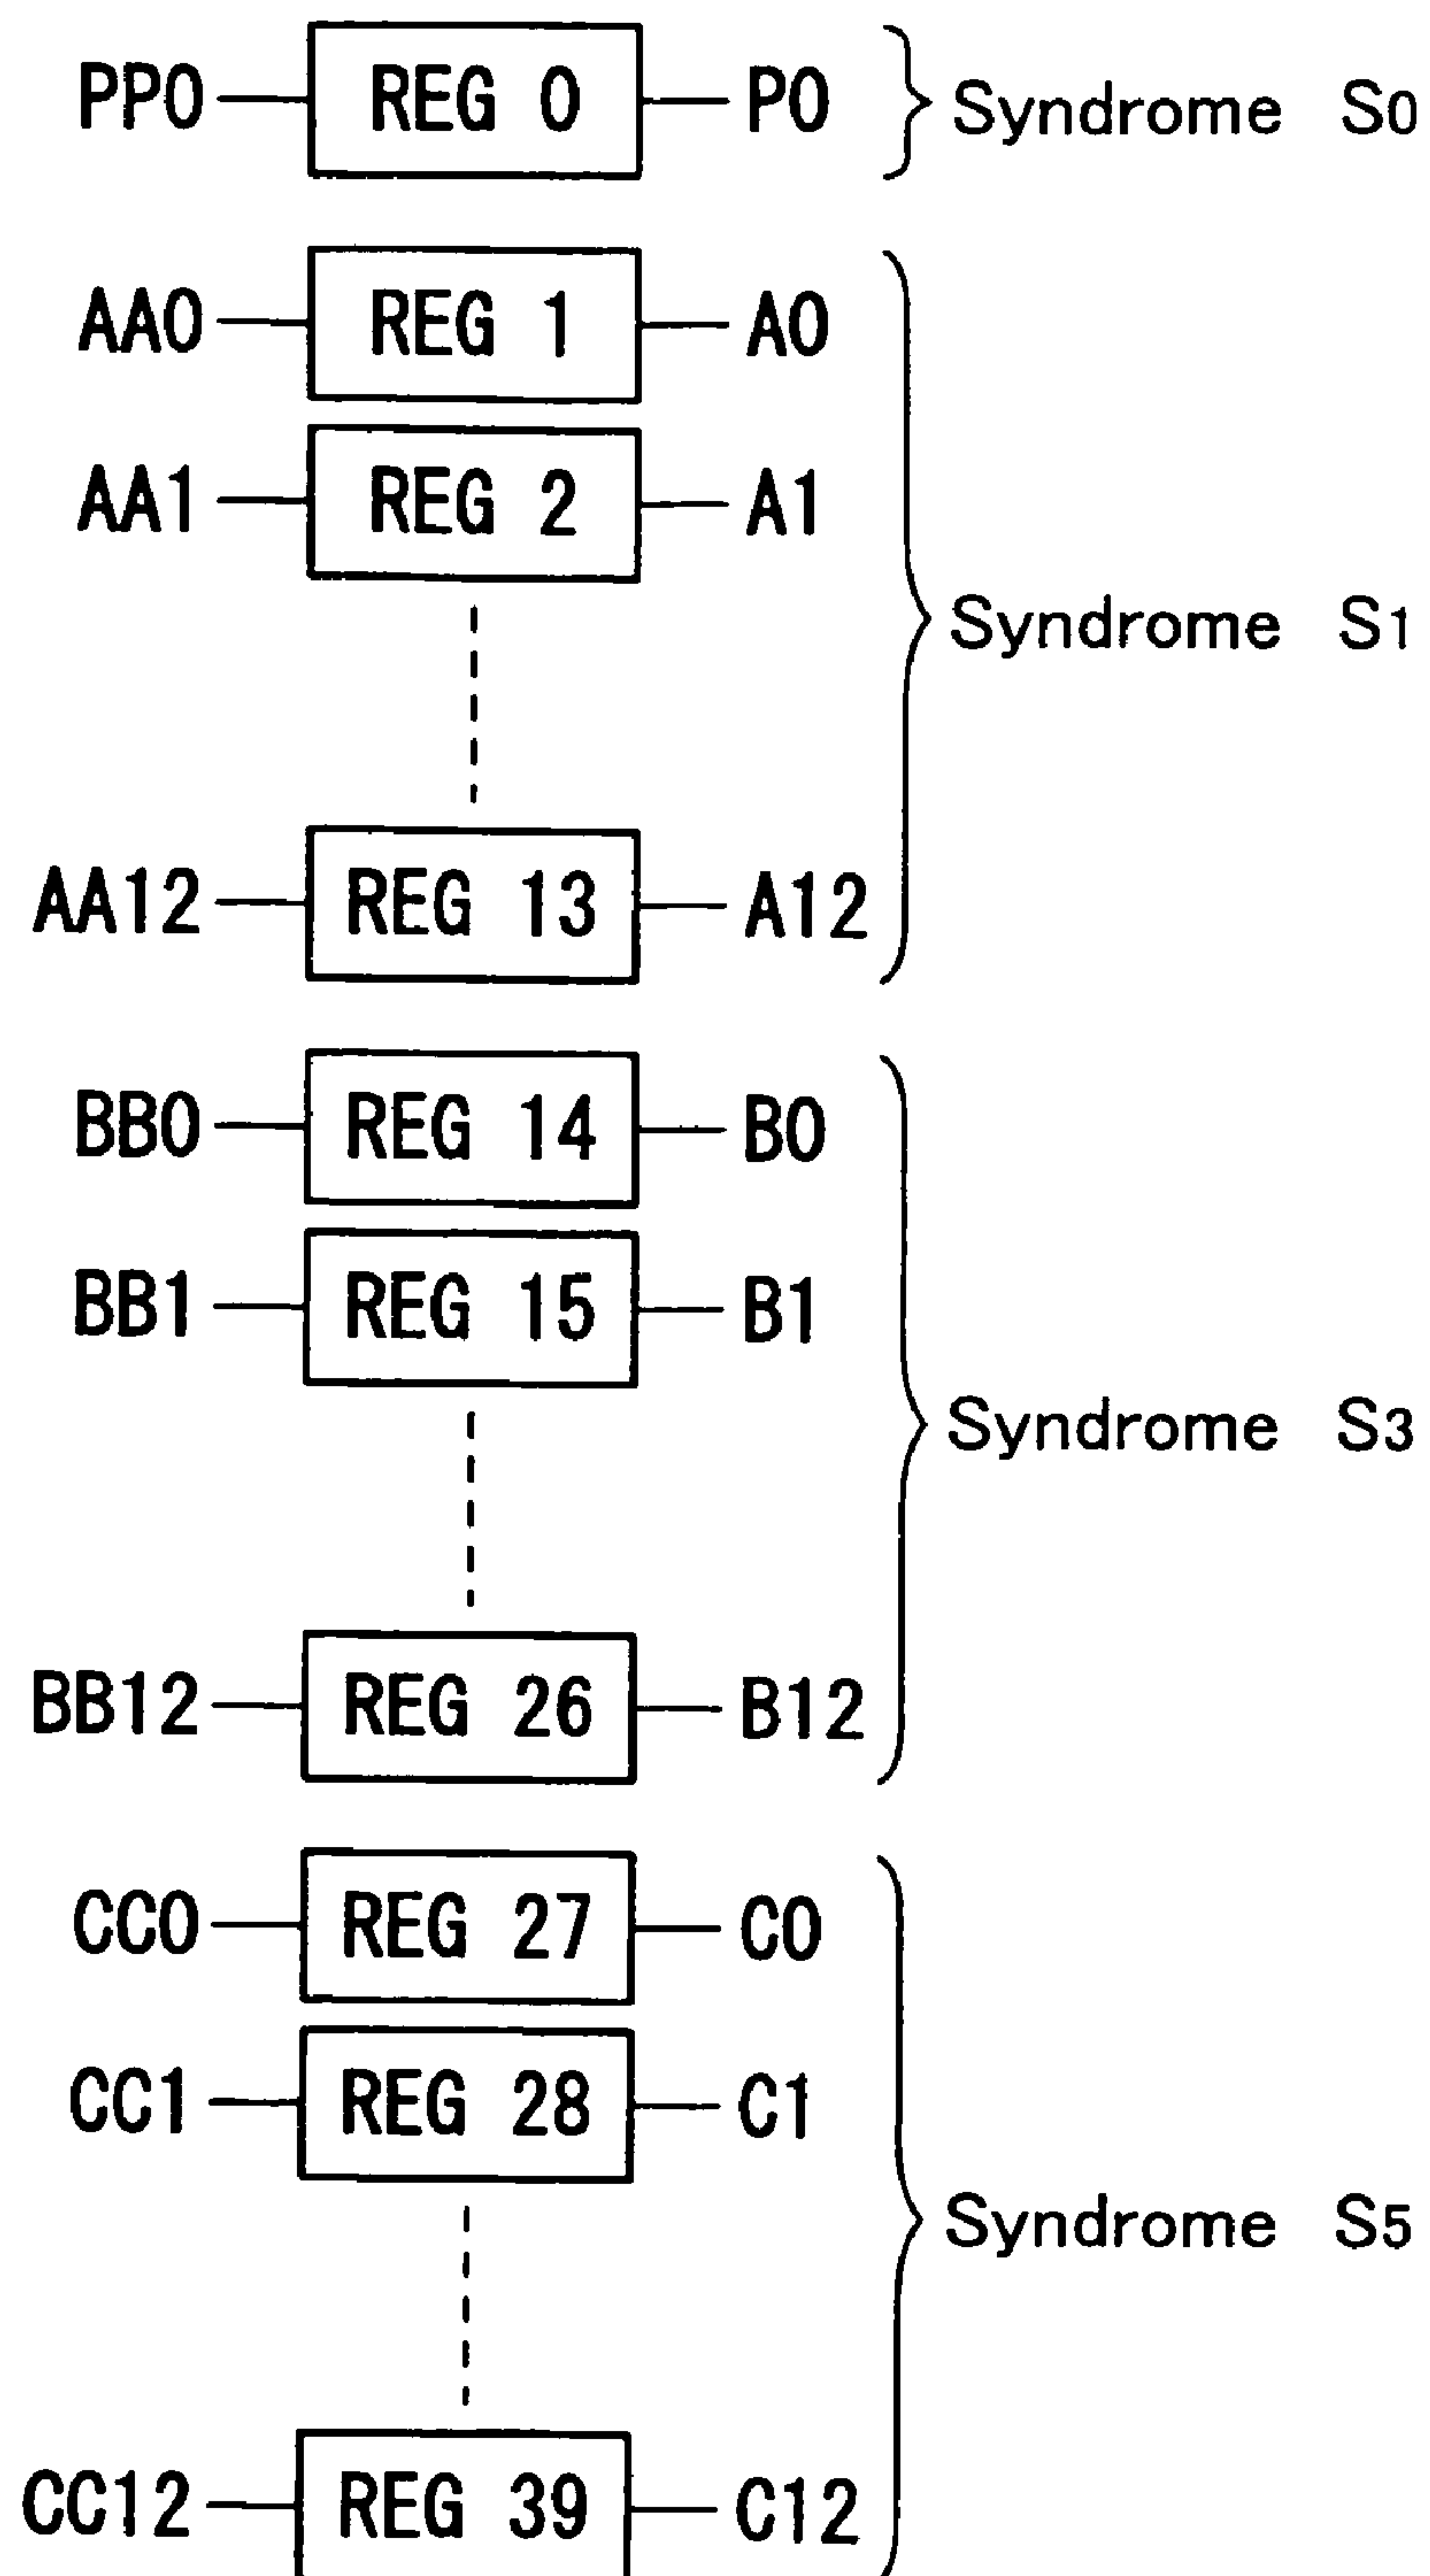 PP0 REG 0 P0 Syndrome S0
AA0 REG 1 A0
AA1 REG 2 A1
Syndrome S1
AA12 REG 13 A12
BB0 REG 14 B0
BB1 REG 15 B1
Syndrome S3
BB12 REG 26 B12
CC0 REG 27 C0
CC1 REG 28 C1
Syndrome S5
CC12 REG 39 C12